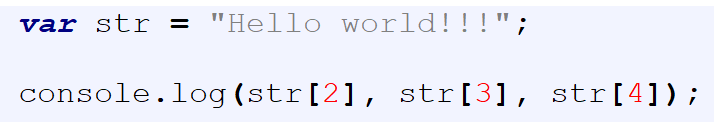 var str = "Hello world!!!";
console.log(str[2], str[3], str[4]);